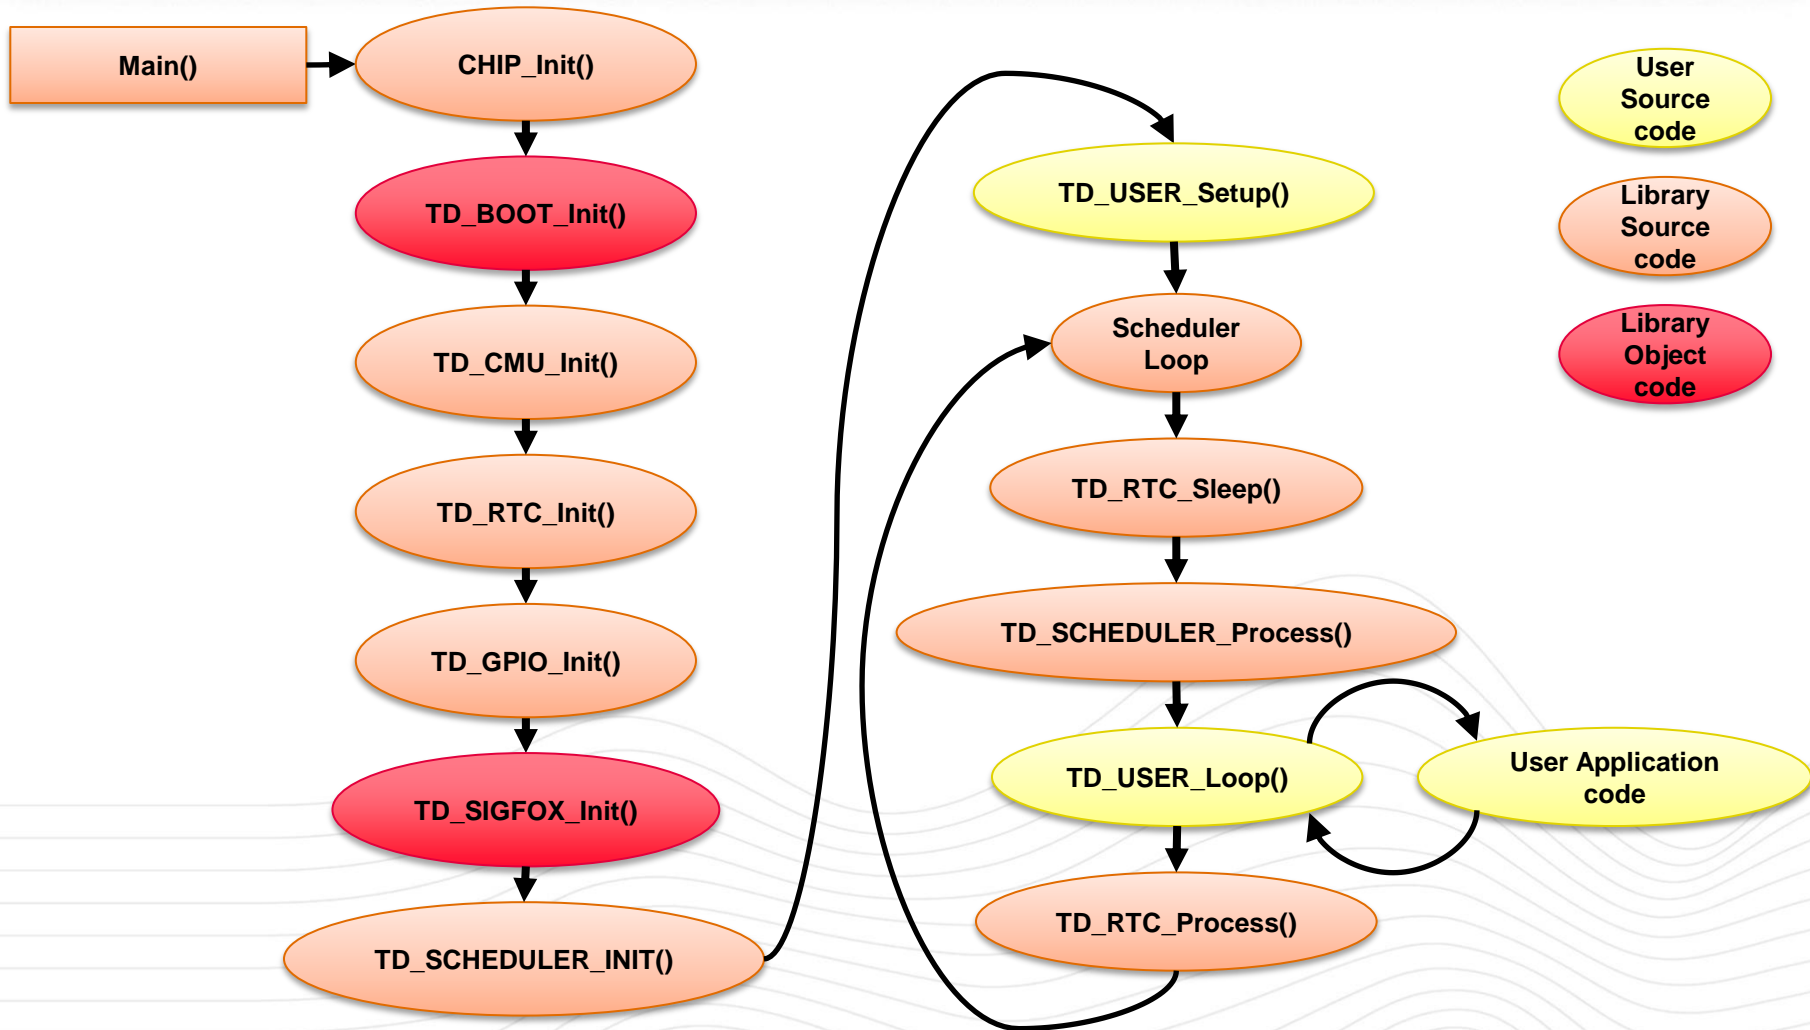 Main()
CHIP_Init()
TD_BOOT_Init()
TD_CMU_Init()
TD_RTC_Init()
TD_GPIO_Init()
TD_SIGFOX_Init()
TD_SCHEDULER_INIT()
TD_USER_Setup()
Scheduler
Loop
TD_RTC_Sleep()
TD_SCHEDULER_Process()
TD_USER_Loop()
User Application
code
TD_RTC_Process()
User
Source
code
Library
Source
code
Library
Object
code